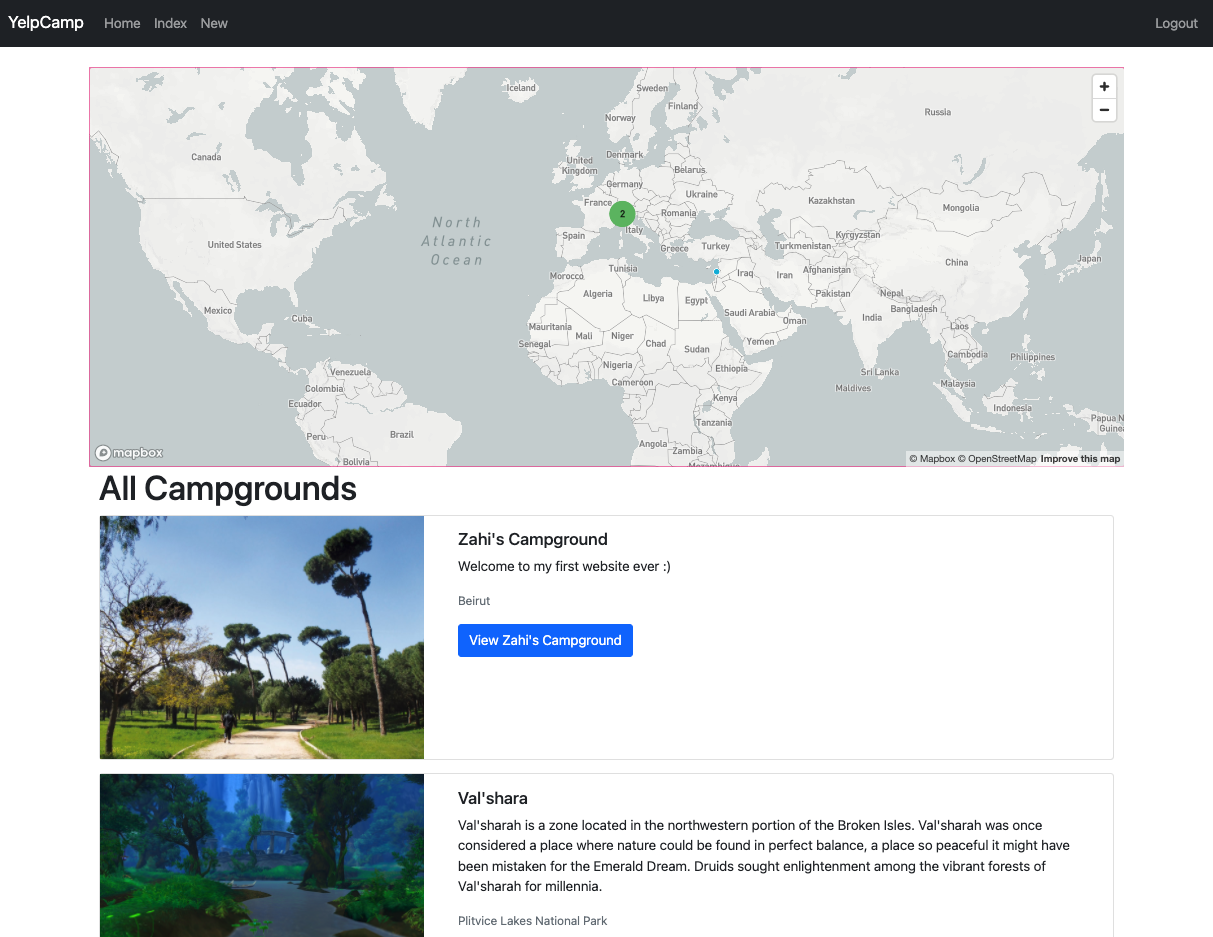 YelpCamp Home Index New Logout
Iceland
Sweden
Finland
Russia
Norway
Canada
Denmark
United
Kingdom
Belarus
Germany
Ukraine
France
Kazakhstan
Mongolia
2
Romania
North
Atlantic
Ocean
Italy
Spain
Kyrgyzstan
United States
Greece
Turkey
Turkmenistan
Japan
China
Tunisia
Morocco
Iraq
Iran
Afghanistan
Algeria
Libya
Egypt
Pakistan
Nepal
Mexico
Cuba
Saudi Arabia
Oman
India
Bangladesh
Mauritania
Mali
Niger
Chad
Sudan
Yemen
Laos
Senegal
Cambodia
Philippines
Nigeria
Ethiopia
Venezuela
Cameroon
Sri Lanka
Colombia
Maldives
Malaysia
Ecuador
Kenya
Indonesia
Peru
Brazil
Tanzania
Papua N
Guinea
Angola
Zambia
Bolivia
Mozambique
mapbox
© Mapbox © OpenStreetMap Improve this map
All Campgrounds
Zahi's Campground
Welcome to my first website ever :)
Beirut
View Zahi's Campground
Val'shara
Val'sharah is a zone located in the northwestern portion of the Broken Isles. Val'sharah was once
considered a place where nature could be found in perfect balance, a place so peaceful it might have
been mistaken for the Emerald Dream. Druids sought enlightenment among the vibrant forests of
Val'sharah for millennia.
Plitvice Lakes National Park